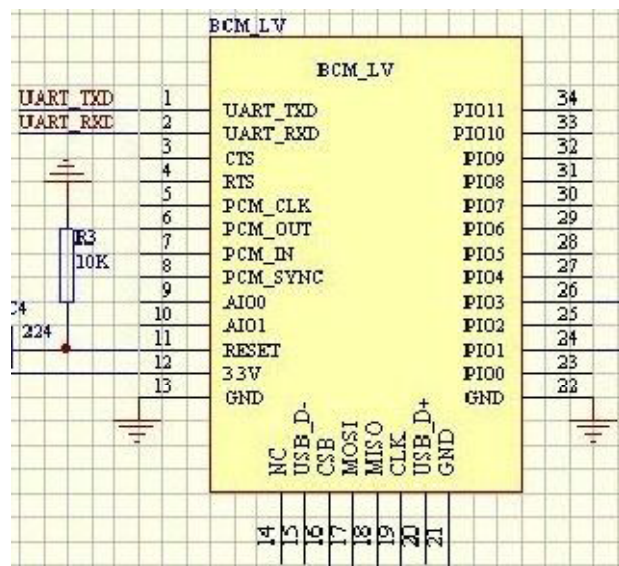 BCM_LV
BCM_LV
UART_TXD 1 UART_TXD PIO11 34
UART_RXD 2 UART_RXD PIO10 33
3 CTS PIO9 32
4 RTS PIO8 31
5 PCM_CLK PIO7 30
6 PCM_OUT PIO6 29
R3 7 PCM_IN PIO5 28
10K 8 PCM_SYNC PIO4 27
9 AIO0 PIO3 26
10 AIO1 PIO2 25
224 11 RESET PIO1 24
12 33V PIO0 23
13 GND GND 22
NC USB_D- CSB MOSI MISO CLK USB_D+ GND
14 15 16 17 18 19 20 21